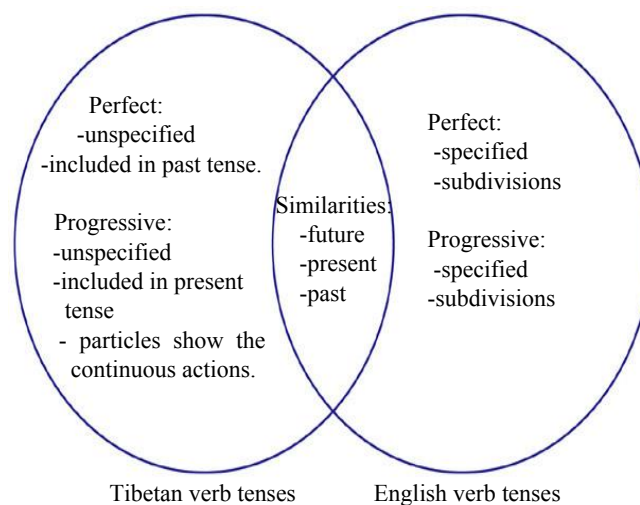 Perfect:
-unspecified
-included in past tense.
Progressive:
-unspecified
-included in present
tense
- particles show the
continuous actions.
Similarities:
-future
-present
-past
Perfect:
-specified
-subdivisions
Progressive:
-specified
-subdivisions
Tibetan verb tenses
English verb tenses